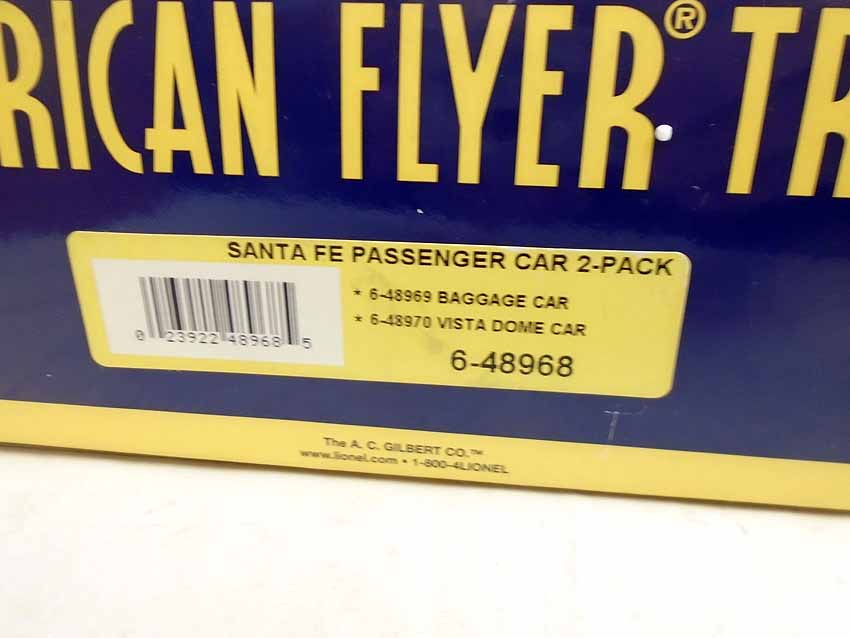 RICAN FLYER® TR
SANTA FE PASSENGER CAR 2-PACK
* 6-48969 BAGGAGE CAR
* 6-48970 VISTA DOME CAR
0 23922 48968 5
6-48968
The A. C. GILBERT CO.™
www.lionel.com • 1-800-4LIONEL